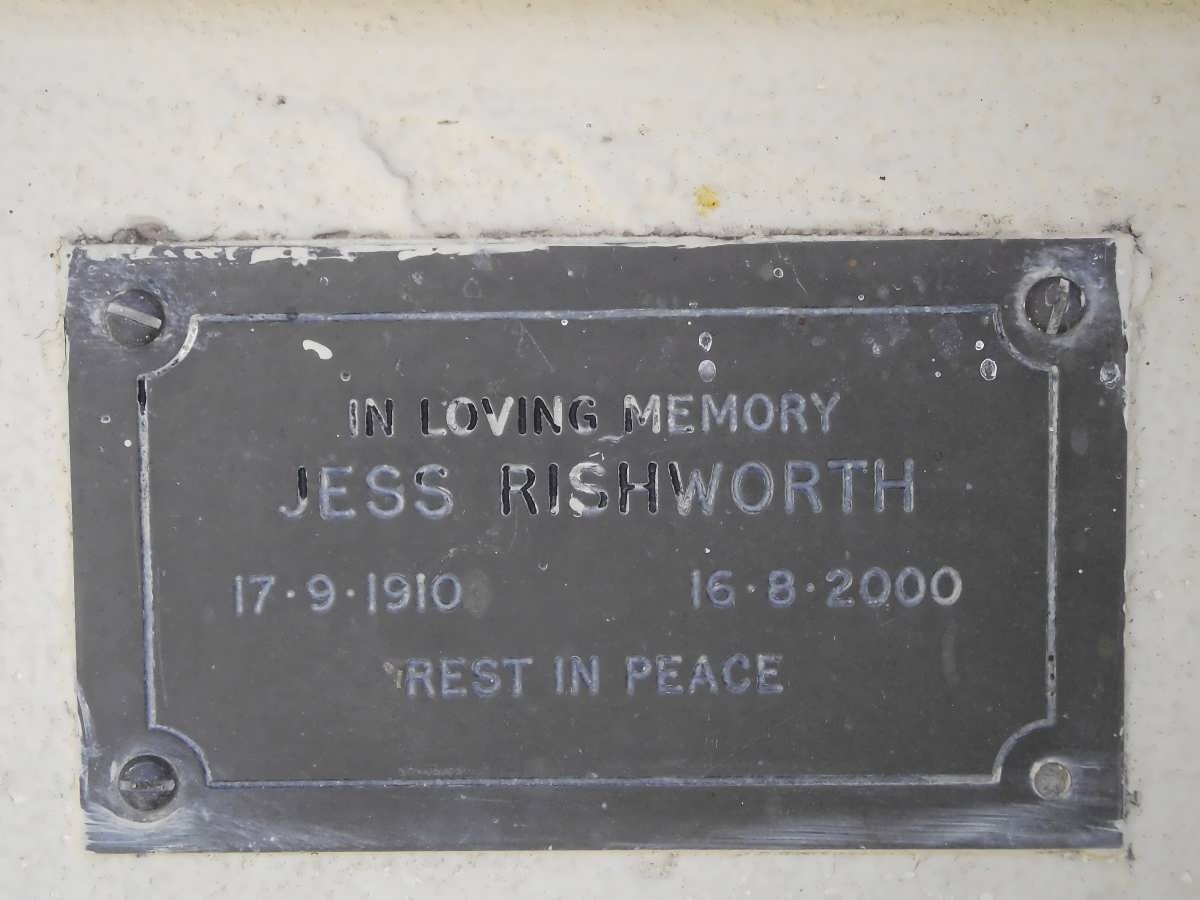 IN LOVING MEMORY
JESS RISHWORTH
17·9·1910 16·8·2000
REST IN PEACE